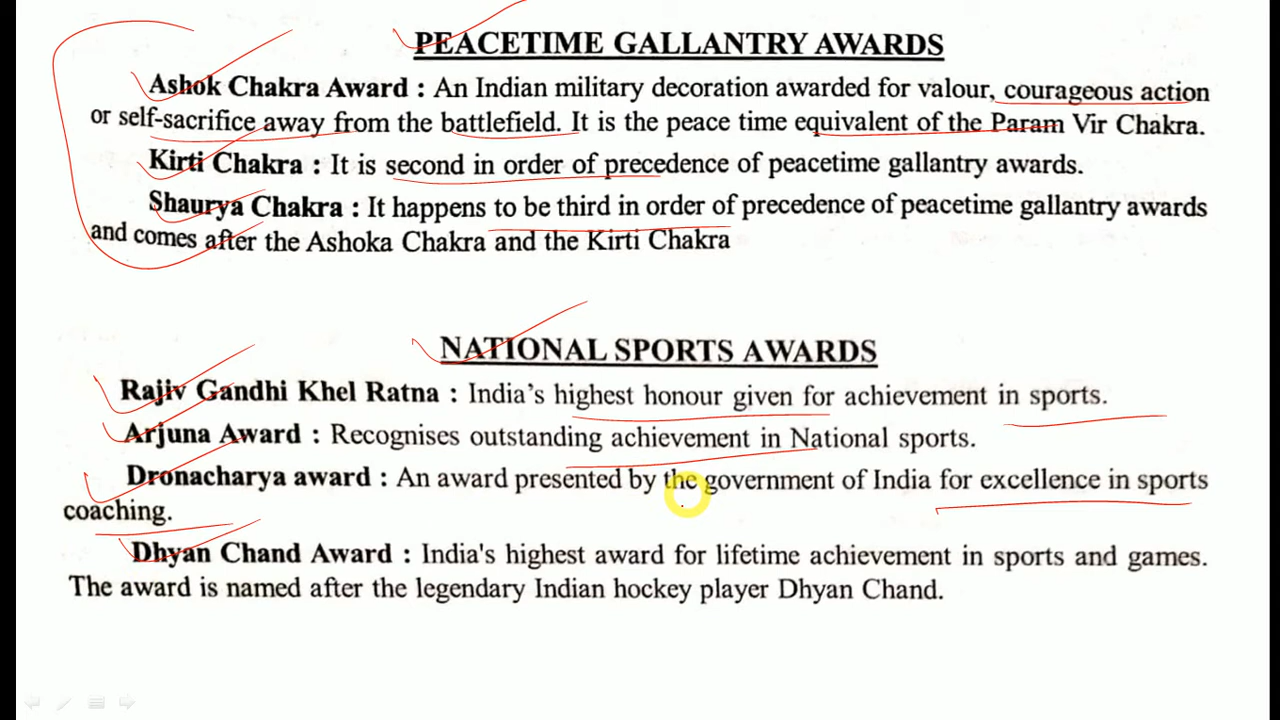 PEACETIME GALLANTRY AWARDS
Ashok Chakra Award : An Indian military decoration awarded for valour, courageous action
or self-sacrifice away from the battlefield. It is the peace time equivalent of the Param Vir Chakra.
Kirti Chakra : It is second in order of precedence of peacetime gallantry awards.
Shaurya Chakra : It happens to be third in order of precedence of peacetime gallantry awards
and comes after the Ashoka Chakra and the Kirti Chakra
NATIONAL SPORTS AWARDS
Rajiv Gandhi Khel Ratna : India's highest honour given for achievement in sports.
Arjuna Award : Recognises outstanding achievement in National sports.
Dronacharya award : An award presented by the government of India for excellence in sports
coaching.
Dhyan Chand Award : India's highest award for lifetime achievement in sports and games.
The award is named after the legendary Indian hockey player Dhyan Chand.